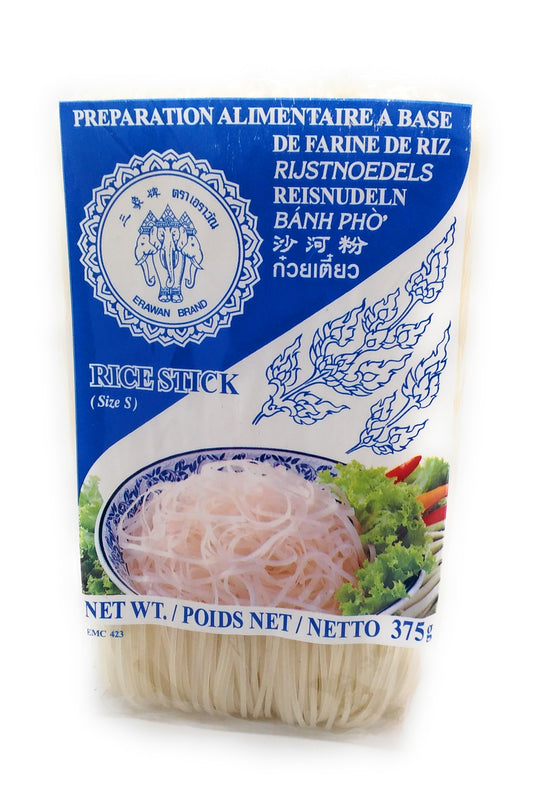 PREPARATION ALIMENTAIRE A BASE
DE FARINE DE RIZ
RIJSTNOEDELS
REISNUDELN
BÁNH PHỞ
沙河粉
ก๋วยเตี๋ยว
三象牌 ตราเอราวัณ
ERAWAN BRAND
RICE STICK
(Size S)
NET WT. / POIDS NET / NETTO 375g
EMC 423